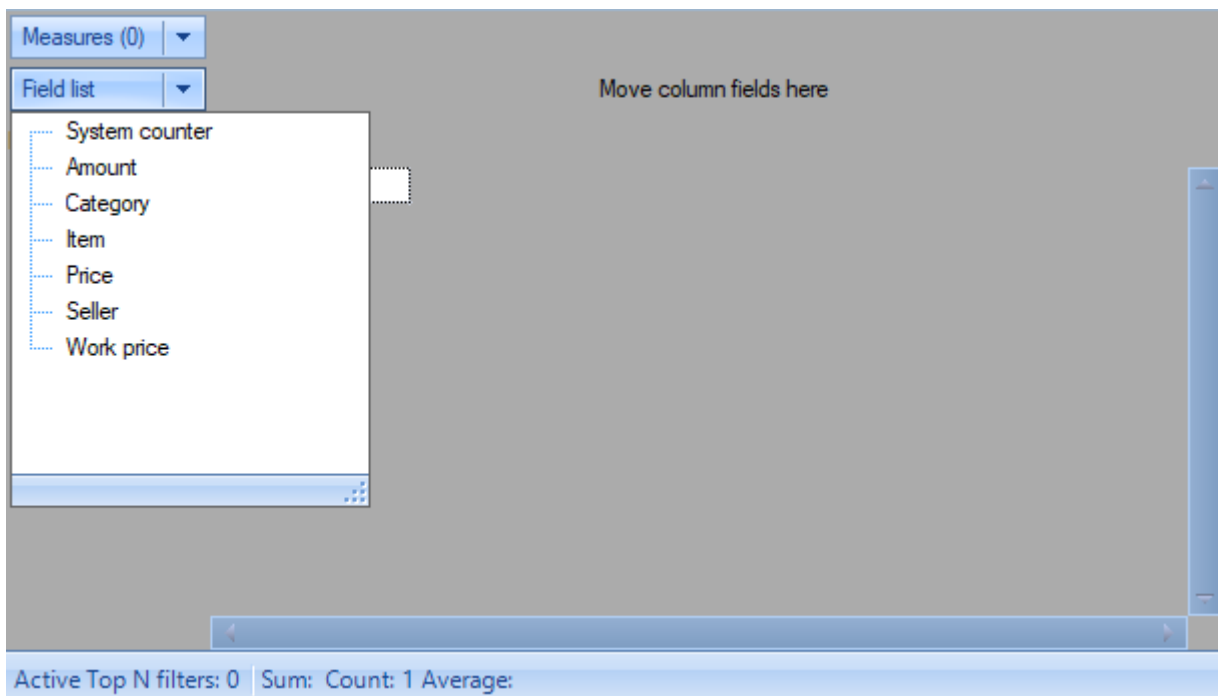 Measures (0)
Field list
Move column fields here
System counter
Amount
Category
Item
Price
Seller
Work price
Active Top N filters: 0 Sum: Count: 1 Average: